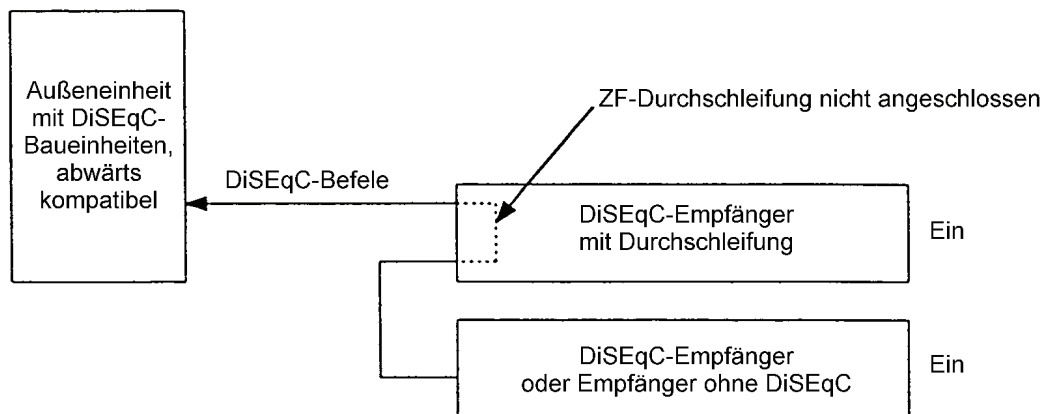 Außeneinheit
mit DiSEqC-
Baueinheiten,
abwärts
kompatibel
ZF-Durchschleifung nicht angeschlossen
DiSEqC-Befele
DiSEqC-Empfänger
mit Durchschleifung
Ein
DiSEqC-Empfänger
oder Empfänger ohne DiSEqC
Ein